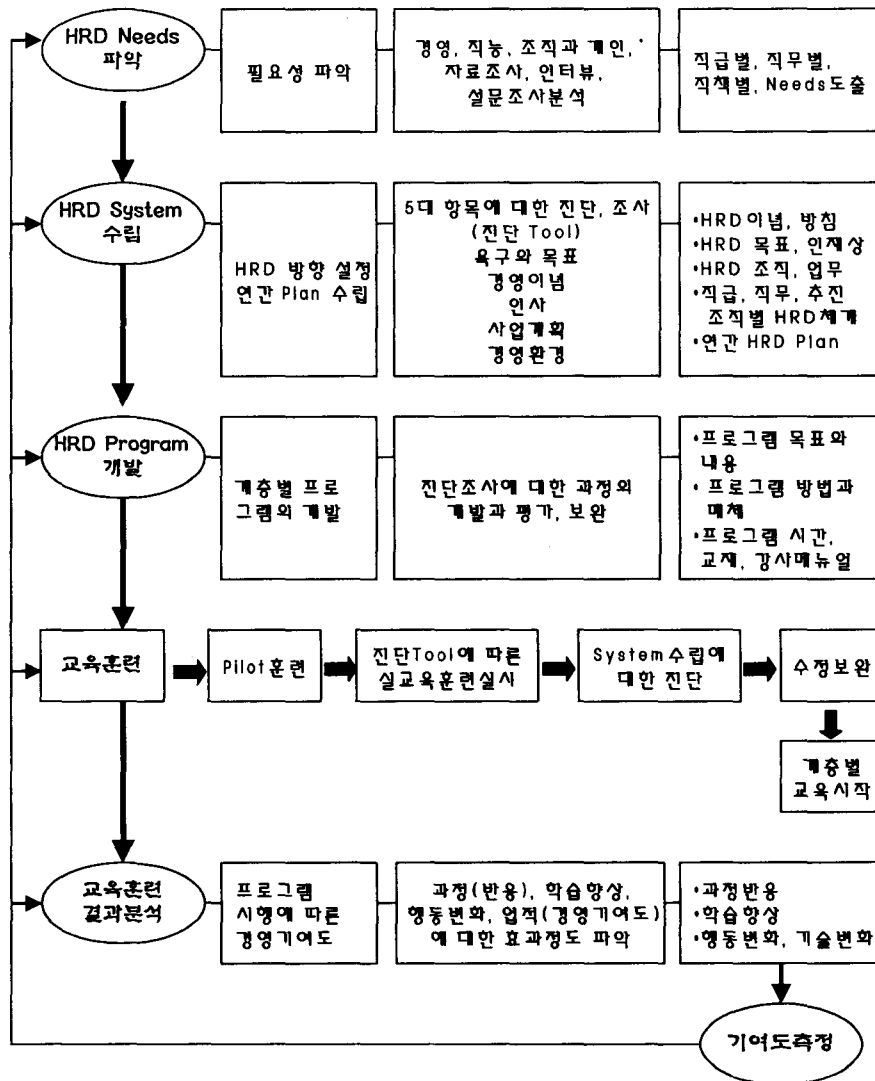 HRD Needs
파악
필요성 파악
경영, 직능, 조직과 개인,
자료조사, 인터뷰,
설문조사분석
직급별, 직무별,
직책별, Needs도출
HRD System
수립
HRD 방향 설정
연간 Plan 수립
5대 항목에 대한 진단, 조사
(진단 Tool)
욕구와 목표
경영이념
인사
사업계획
경영환경
•HRD이념, 방침
•HRD 목표, 인재상
•HRD 조직, 업무
•직급, 직무, 추진
조직별 HRD체계
•연간 HRD Plan
HRD Program
개발
계층별 프로
그램의 개발
진단조사에 대한 과정의
개발과 평가, 보완
•프로그램 목표와
내용
• 프로그램 방법과
매체
•프로그램 시간,
교재, 강사메뉴얼
교육훈련
Pilot훈련
진단Tool에 따른
실교육훈련실시
System수립에
대한 진단
수정보완
계층별
교육시작
교육훈련
결과분석
프로그램
시행에 따른
경영기여도
과정(반응), 학습향상,
행동변화, 업적(경영기여도)
에 대한 효과정도 파악
•과정반응
•학습향상
•행동변화, 기술변화
기여도측정